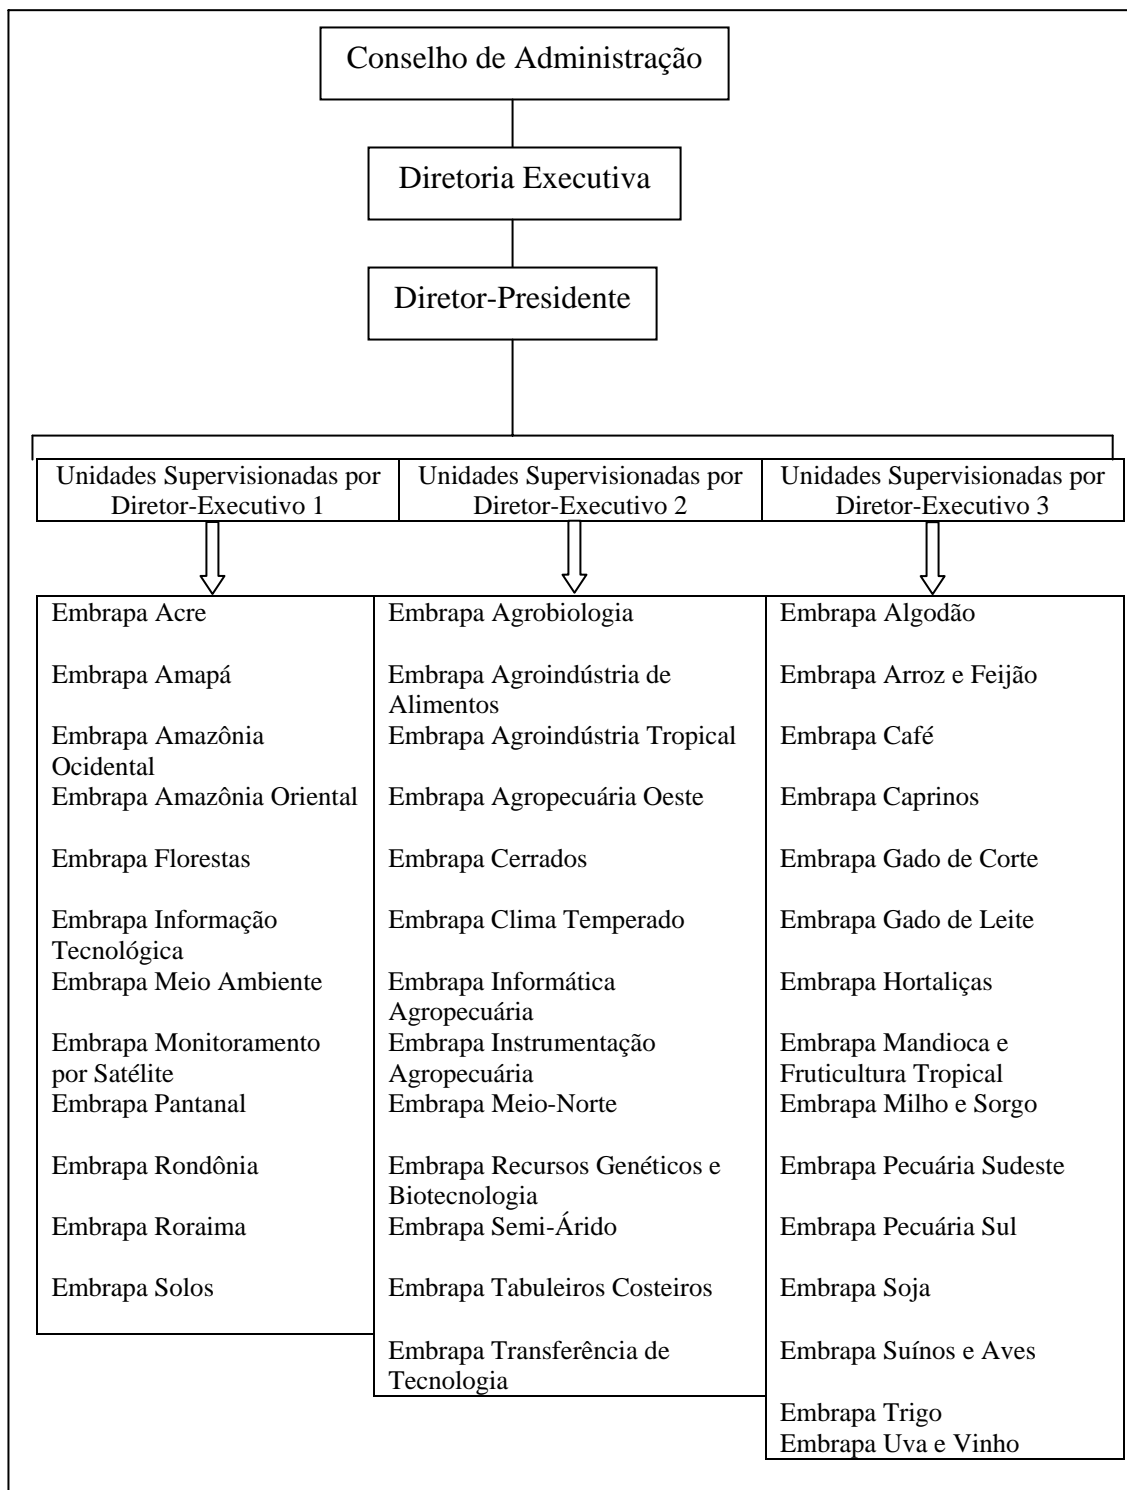 Conselho de Administração
Diretoria Executiva
Diretor-Presidente
Unidades Supervisionadas por
Diretor-Executivo 1
Unidades Supervisionadas por
Diretor-Executivo 2
Unidades Supervisionadas por
Diretor-Executivo 3
Embrapa Acre
Embrapa Amapá
Embrapa Amazônia
Ocidental
Embrapa Amazônia Oriental
Embrapa Florestas
Embrapa Informação
Tecnológica
Embrapa Meio Ambiente
Embrapa Monitoramento
por Satélite
Embrapa Pantanal
Embrapa Rondônia
Embrapa Roraima
Embrapa Solos
Embrapa Agrobiologia
Embrapa Agroindústria de
Alimentos
Embrapa Agroindústria Tropical
Embrapa Agropecuária Oeste
Embrapa Cerrados
Embrapa Clima Temperado
Embrapa Informática
Agropecuária
Embrapa Instrumentação
Agropecuária
Embrapa Meio-Norte
Embrapa Recursos Genéticos e
Biotecnologia
Embrapa Semi-Árido
Embrapa Tabuleiros Costeiros
Embrapa Transferência de
Tecnologia
Embrapa Algodão
Embrapa Arroz e Feijão
Embrapa Café
Embrapa Caprinos
Embrapa Gado de Corte
Embrapa Gado de Leite
Embrapa Hortaliças
Embrapa Mandioca e
Fruticultura Tropical
Embrapa Milho e Sorgo
Embrapa Pecuária Sudeste
Embrapa Pecuária Sul
Embrapa Soja
Embrapa Suínos e Aves
Embrapa Trigo
Embrapa Uva e Vinho